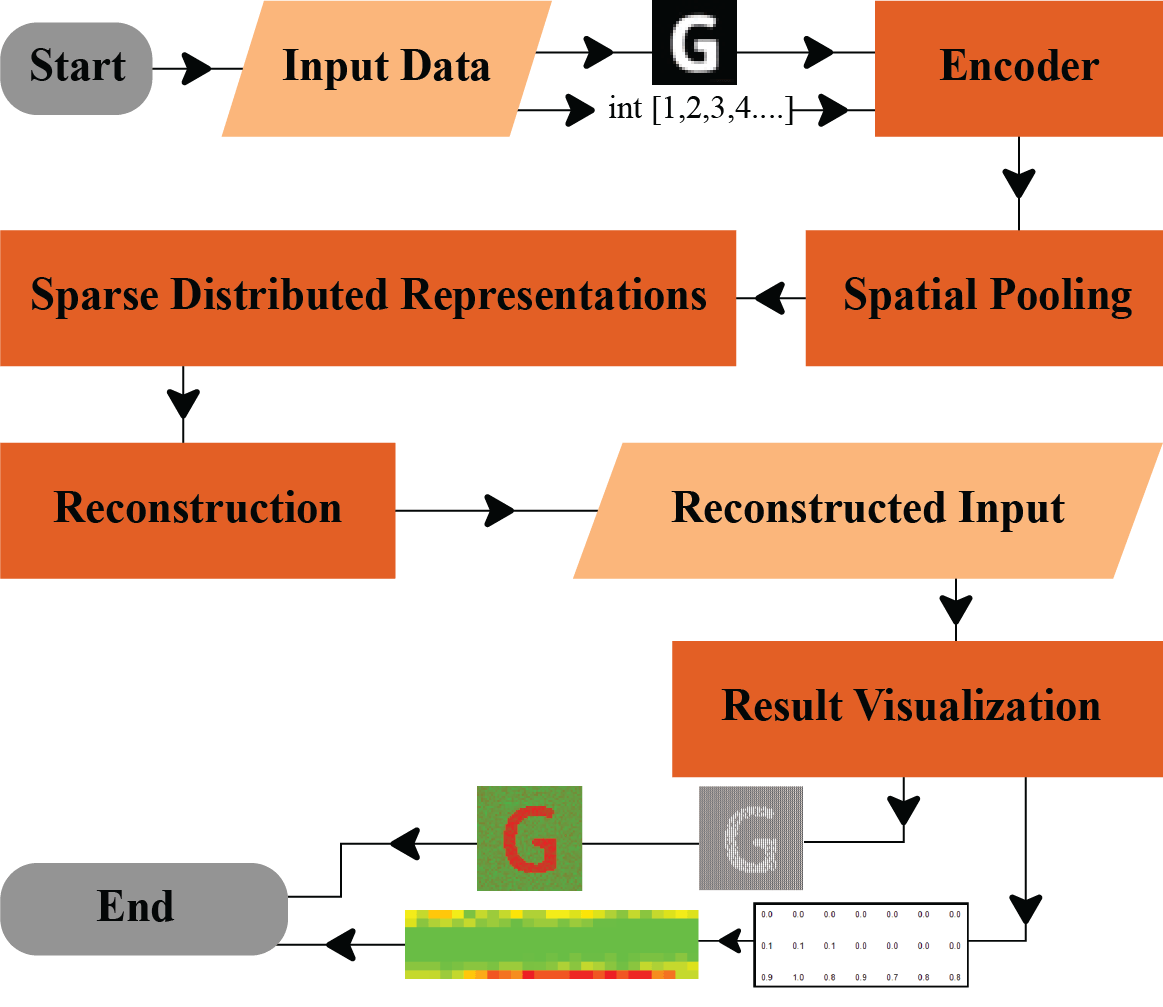 Start
Input Data
G
Encoder
int [1,2,3,4....]
Sparse Distributed Representations
Spatial Pooling
Reconstruction
Reconstructed Input
Result Visualization
G
G
End
0.0 0.0 0.0 0.0 0.0 0.0 0.0
0.1 0.1 0.1 0.0 0.0 0.0 0.0
0.9 1.0 0.8 0.9 0.7 0.8 0.8